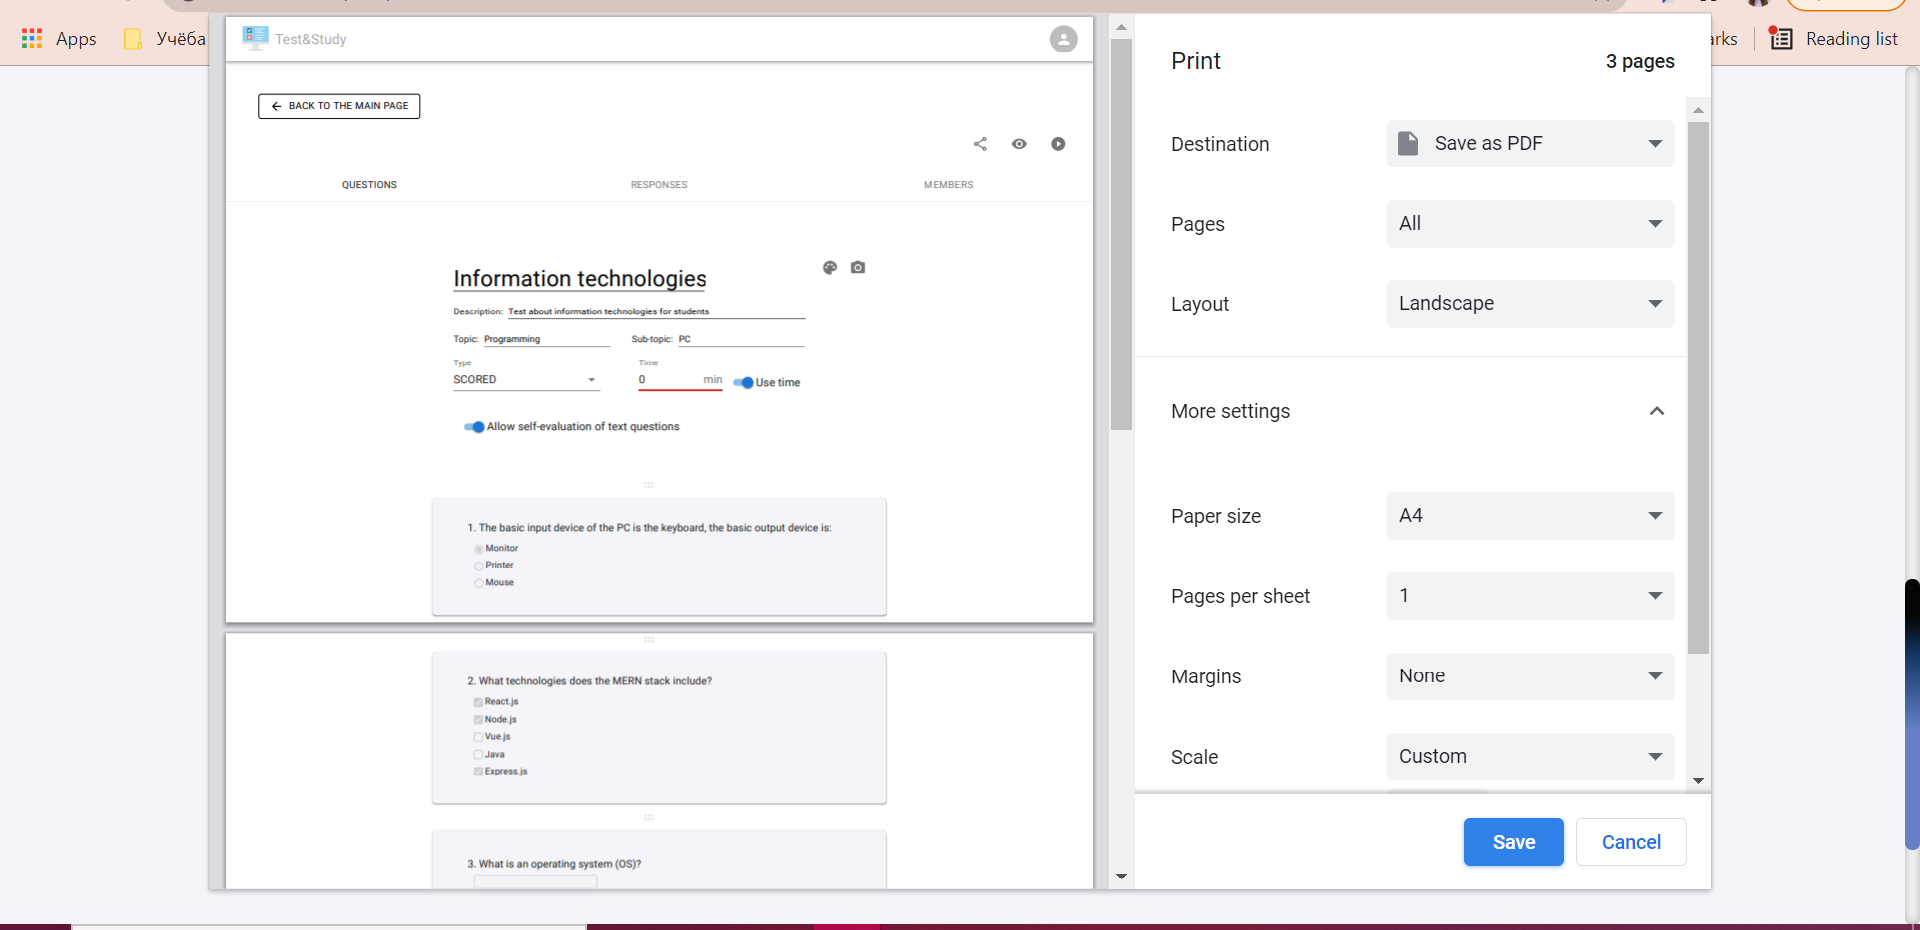 Apps
Учёба
Reading list
Test&Study
BACK TO THE MAIN PAGE
QUESTIONS
RESPONSES
MEMBERS
Information technologies
Description: Test about information technologies for students
Topic: Programming
Sub-topic: PC
Type
SCORED
Time
0 min
Use time
Allow self-evaluation of text questions
1. The basic input device of the PC is the keyboard, the basic output device is:
Monitor
Printer
Mouse
2. What technologies does the MERN stack include?
React.js
Node.js
Vue.js
Java
Express.js
3. What is an operating system (OS)?
Print
3 pages
Destination
Save as PDF
Pages
All
Layout
Landscape
More settings
Paper size
A4
Pages per sheet
1
Margins
None
Scale
Custom
Save
Cancel